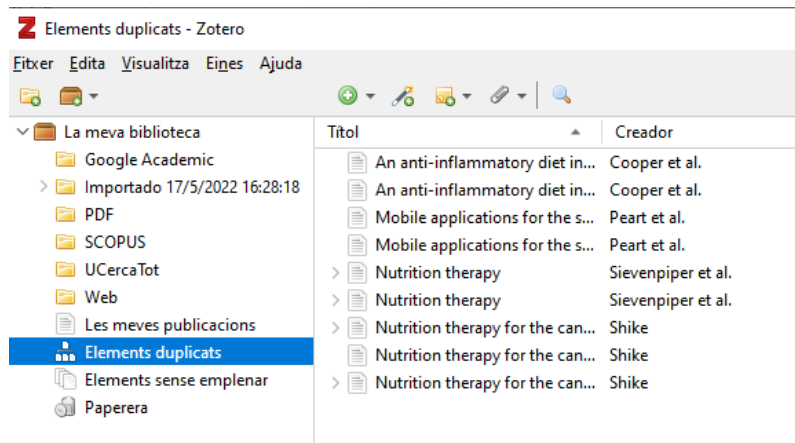 Elements duplicats - Zotero
Fitxer Edita Visualitza Eines Ajuda
La meva biblioteca
Google Academic
Importado 17/5/2022 16:28:18
PDF
SCOPUS
UCercaTot
Web
Les meves publicacions
Elements duplicats
Elements sense emplenar
Paperera
Títol Creador
An anti-inflammatory diet in... Cooper et al.
An anti-inflammatory diet in... Cooper et al.
Mobile applications for the s... Peart et al.
Mobile applications for the s... Peart et al.
Nutrition therapy Sievenpiper et al.
Nutrition therapy Sievenpiper et al.
Nutrition therapy for the can... Shike
Nutrition therapy for the can... Shike
Nutrition therapy for the can... Shike